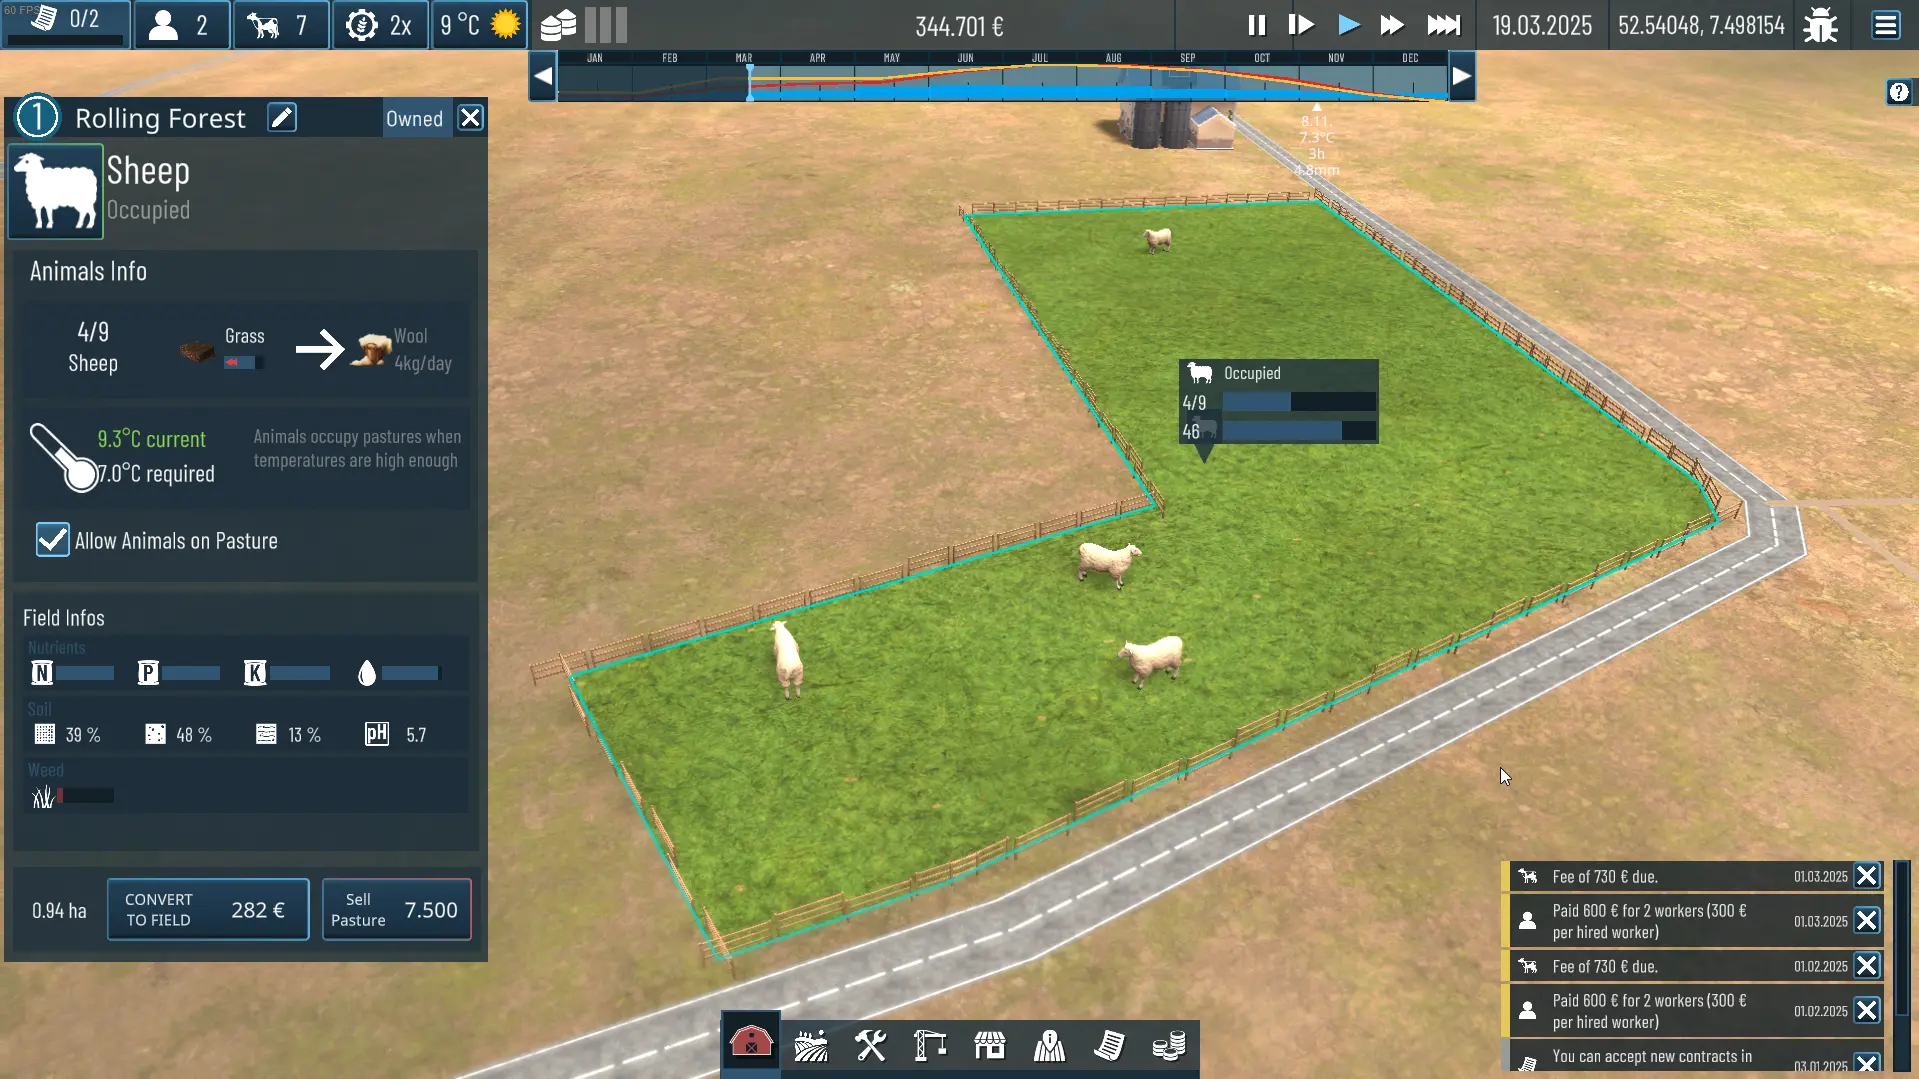 60 FPS
0/2
2
7
2x
9 °C
344.701 €
19.03.2025
52.54048, 7.498154
JAN
FEB
MAR
APR
MAY
JUN
JUL
AUG
SEP
OCT
NOV
DEC
8.11.
7.3°C
3h
4.8mm
1
Rolling Forest
Owned
Sheep
Occupied
Animals Info
4/9
Sheep
Grass
Wool
4kg/day
9.3°C current
7.0°C required
Animals occupy pastures when
temperatures are high enough
Allow Animals on Pasture
Field Infos
Nutrients
N
P
K
Soil
39 %
48 %
13 %
pH
5.7
Weed
0.94 ha
CONVERT
TO FIELD
282 €
Sell
Pasture
7.500
Occupied
4/9
46
Fee of 730 € due.
01.03.2025
Paid 600 € for 2 workers (300 €
per hired worker)
01.03.2025
Fee of 730 € due.
01.02.2025
Paid 600 € for 2 workers (300 €
per hired worker)
01.02.2025
You can accept new contracts in
03.01.2025